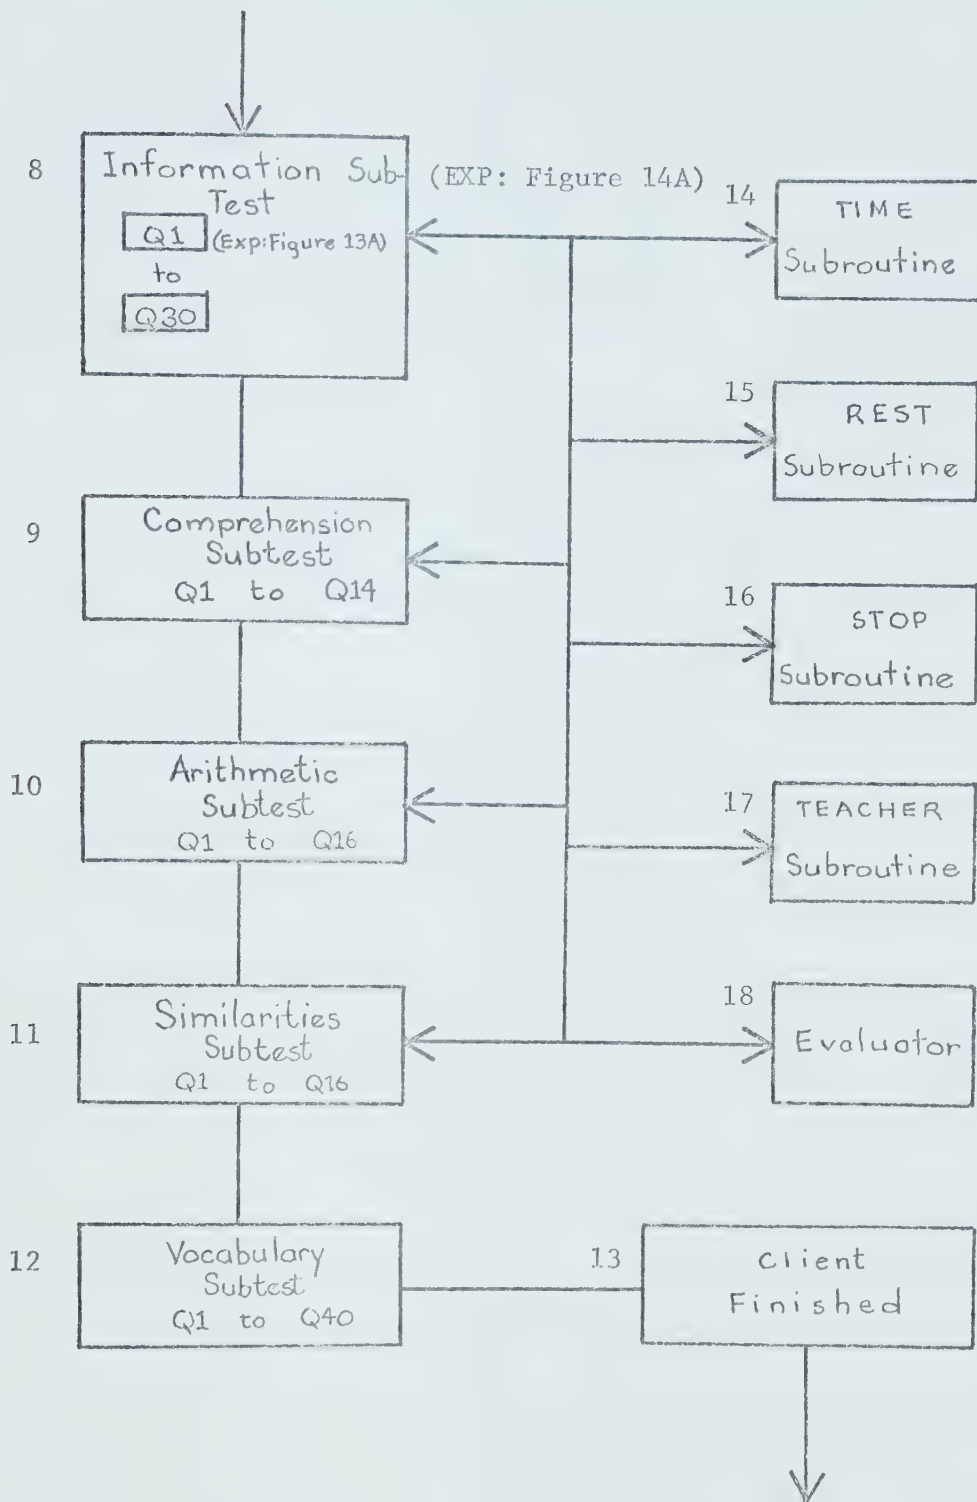 8
Information Sub-
Test
Q1 (Exp:Figure 13A)
to
Q30
(EXP: Figure 14A)
14
TIME
Subroutine
15
REST
Subroutine
9
Comprehension
Subtest
Q1 to Q14
16
STOP
Subroutine
10
Arithmetic
Subtest
Q1 to Q16
17
TEACHER
Subroutine
11
Similarities
Subtest
Q1 to Q16
18
Evaluator
12
Vocabulary
Subtest
Q1 to Q40
13
Client
Finished